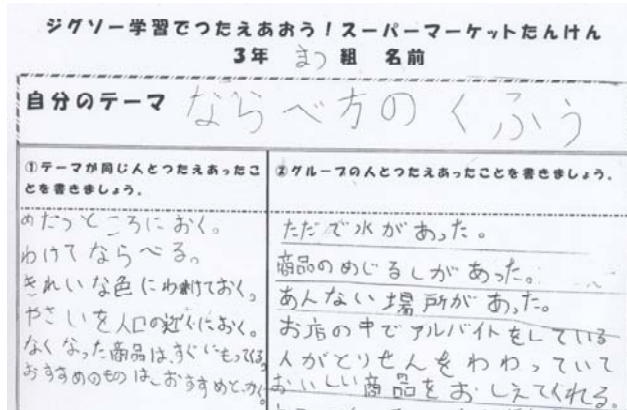 ジグソー学習でつたえあおう！スーパーマーケットたんけん
3年 まつ 組 名前
自分のテーマ ならべ方のくふう
①テーマが同じ人とつたえあったこ
とを書きましょう。
めだつところにおく。
わけてならべる。
きれいな色にわけておく。
やさいを入口の近くにおく。
なくなった商品は、すぐにもってくる。
おすすめのものは、おすすめとかく。
②グループの人とつたえあったことを書きましょう。
ただで水があった。
商品のめじるしがあった。
あんない場所があった。
お店の中でアルバイトをしている
人がとりせんをわわっていて
おいしい商品をおしえてくれる。